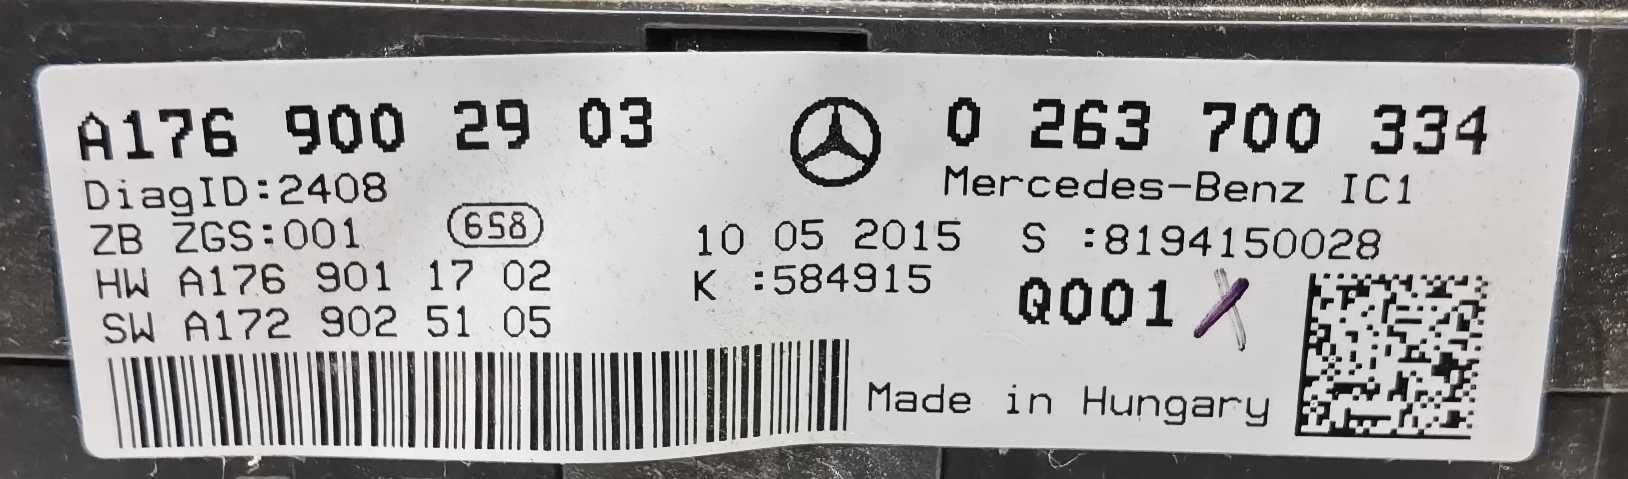 A176 900 29 03
0 263 700 334
DiagID:2408
Mercedes-Benz IC1
ZB ZGS:001
658
10 05 2015
S :8194150028
HW A176 901 17 02
K :584915
Q001
SW A172 902 51 05
Made in Hungary